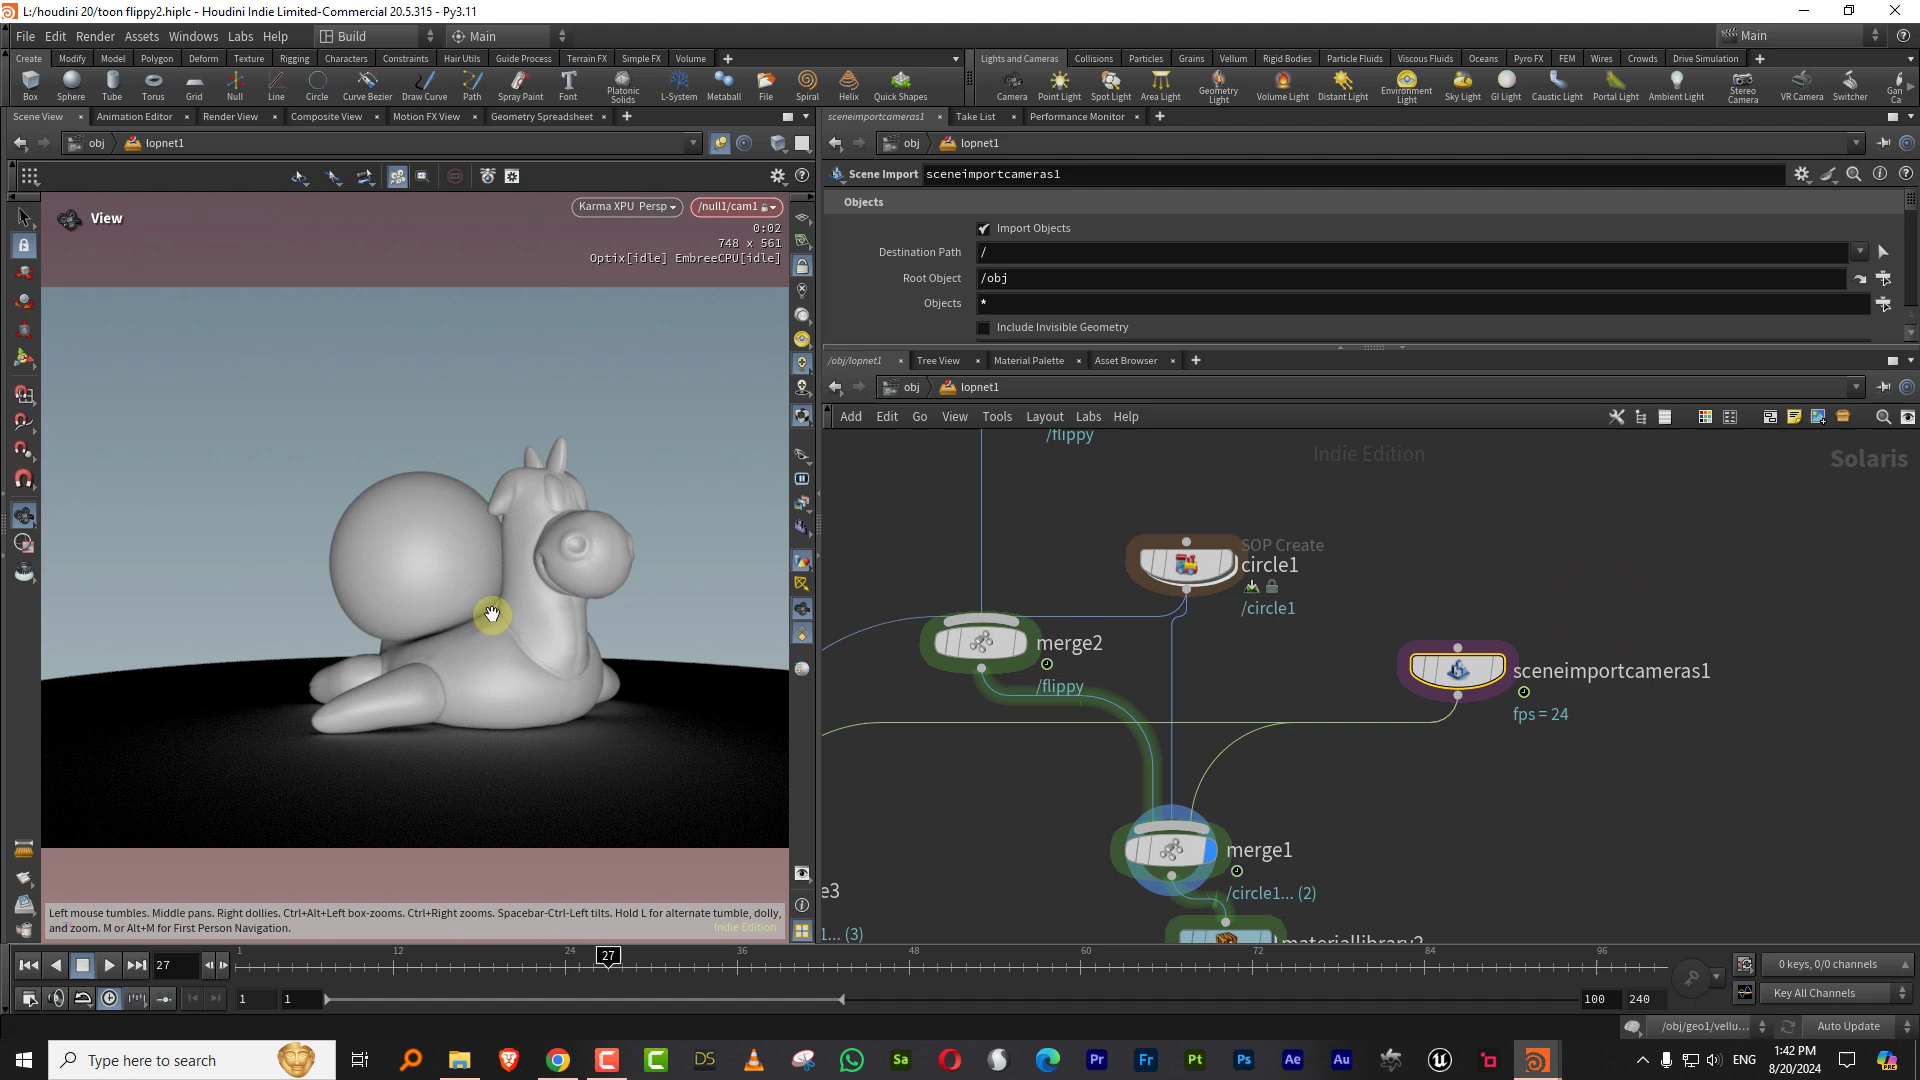 L:/houdini 20/toon flippy2.hiplc - Houdini Indie Limited-Commercial 20.5.315 - Py3.11
File Edit Render Assets Windows Labs Help Build Main Main
Create Modify Model Polygon Deform Texture Rigging Characters Constraints Hair Utils Guide Process Terrain FX Simple FX Volume
Lights and Cameras Collisions Particles Grains Vellum Rigid Bodies Particle Fluids Viscous Fluids Oceans Pyro FX FEM Wires Crowds Drive Simulation
Box Sphere Tube Torus Grid Null Line Circle Curve Bezier Draw Curve Path Spray Paint Font Platonic Solids L-System Metaball File Spiral Helix Quick Shapes
Camera Point Light Spot Light Area Light Geometry Light Volume Light Distant Light Environment Light Sky Light GI Light Caustic Light Portal Light Ambient Light Stereo Camera VR Camera Switcher Gan Ca
Scene View Animation Editor Render View Composite View Motion FX View Geometry Spreadsheet
sceneimportcameras1 Take List Performance Monitor
obj lopnet1
obj lopnet1
Scene Import sceneimportcameras1
View
Karma XPU Persp /null1/cam1
0:02
748 x 561
Optix[idle] EmbreeCPU[idle]
Objects
Import Objects
Destination Path /
Root Object /obj
Objects *
Include Invisible Geometry
/obj/lopnet1 Tree View Material Palette Asset Browser
obj lopnet1
Add Edit Go View Tools Layout Labs Help
/flippy
Indie Edition
Solaris
SOP Create
circle1
/circle1
merge2
/flippy
sceneimportcameras1
fps = 24
merge1
/circle1... (2)
e3
1... (3)
materiallibrary2
Left mouse tumbles. Middle pans. Right dollies. Ctrl+Alt+Left box-zooms. Ctrl+Right zooms. Spacebar-Ctrl-Left tilts. Hold L for alternate tumble, dolly,
and zoom. M or Alt+M for First Person Navigation.
Indie Edition
27 1 12 24 27 36 48 60 72 84 96
0 keys, 0/0 channels
1 1 100 240
Key All Channels
/obj/geo1/vellu... Auto Update
Type here to search
ENG
1:42 PM
8/20/2024